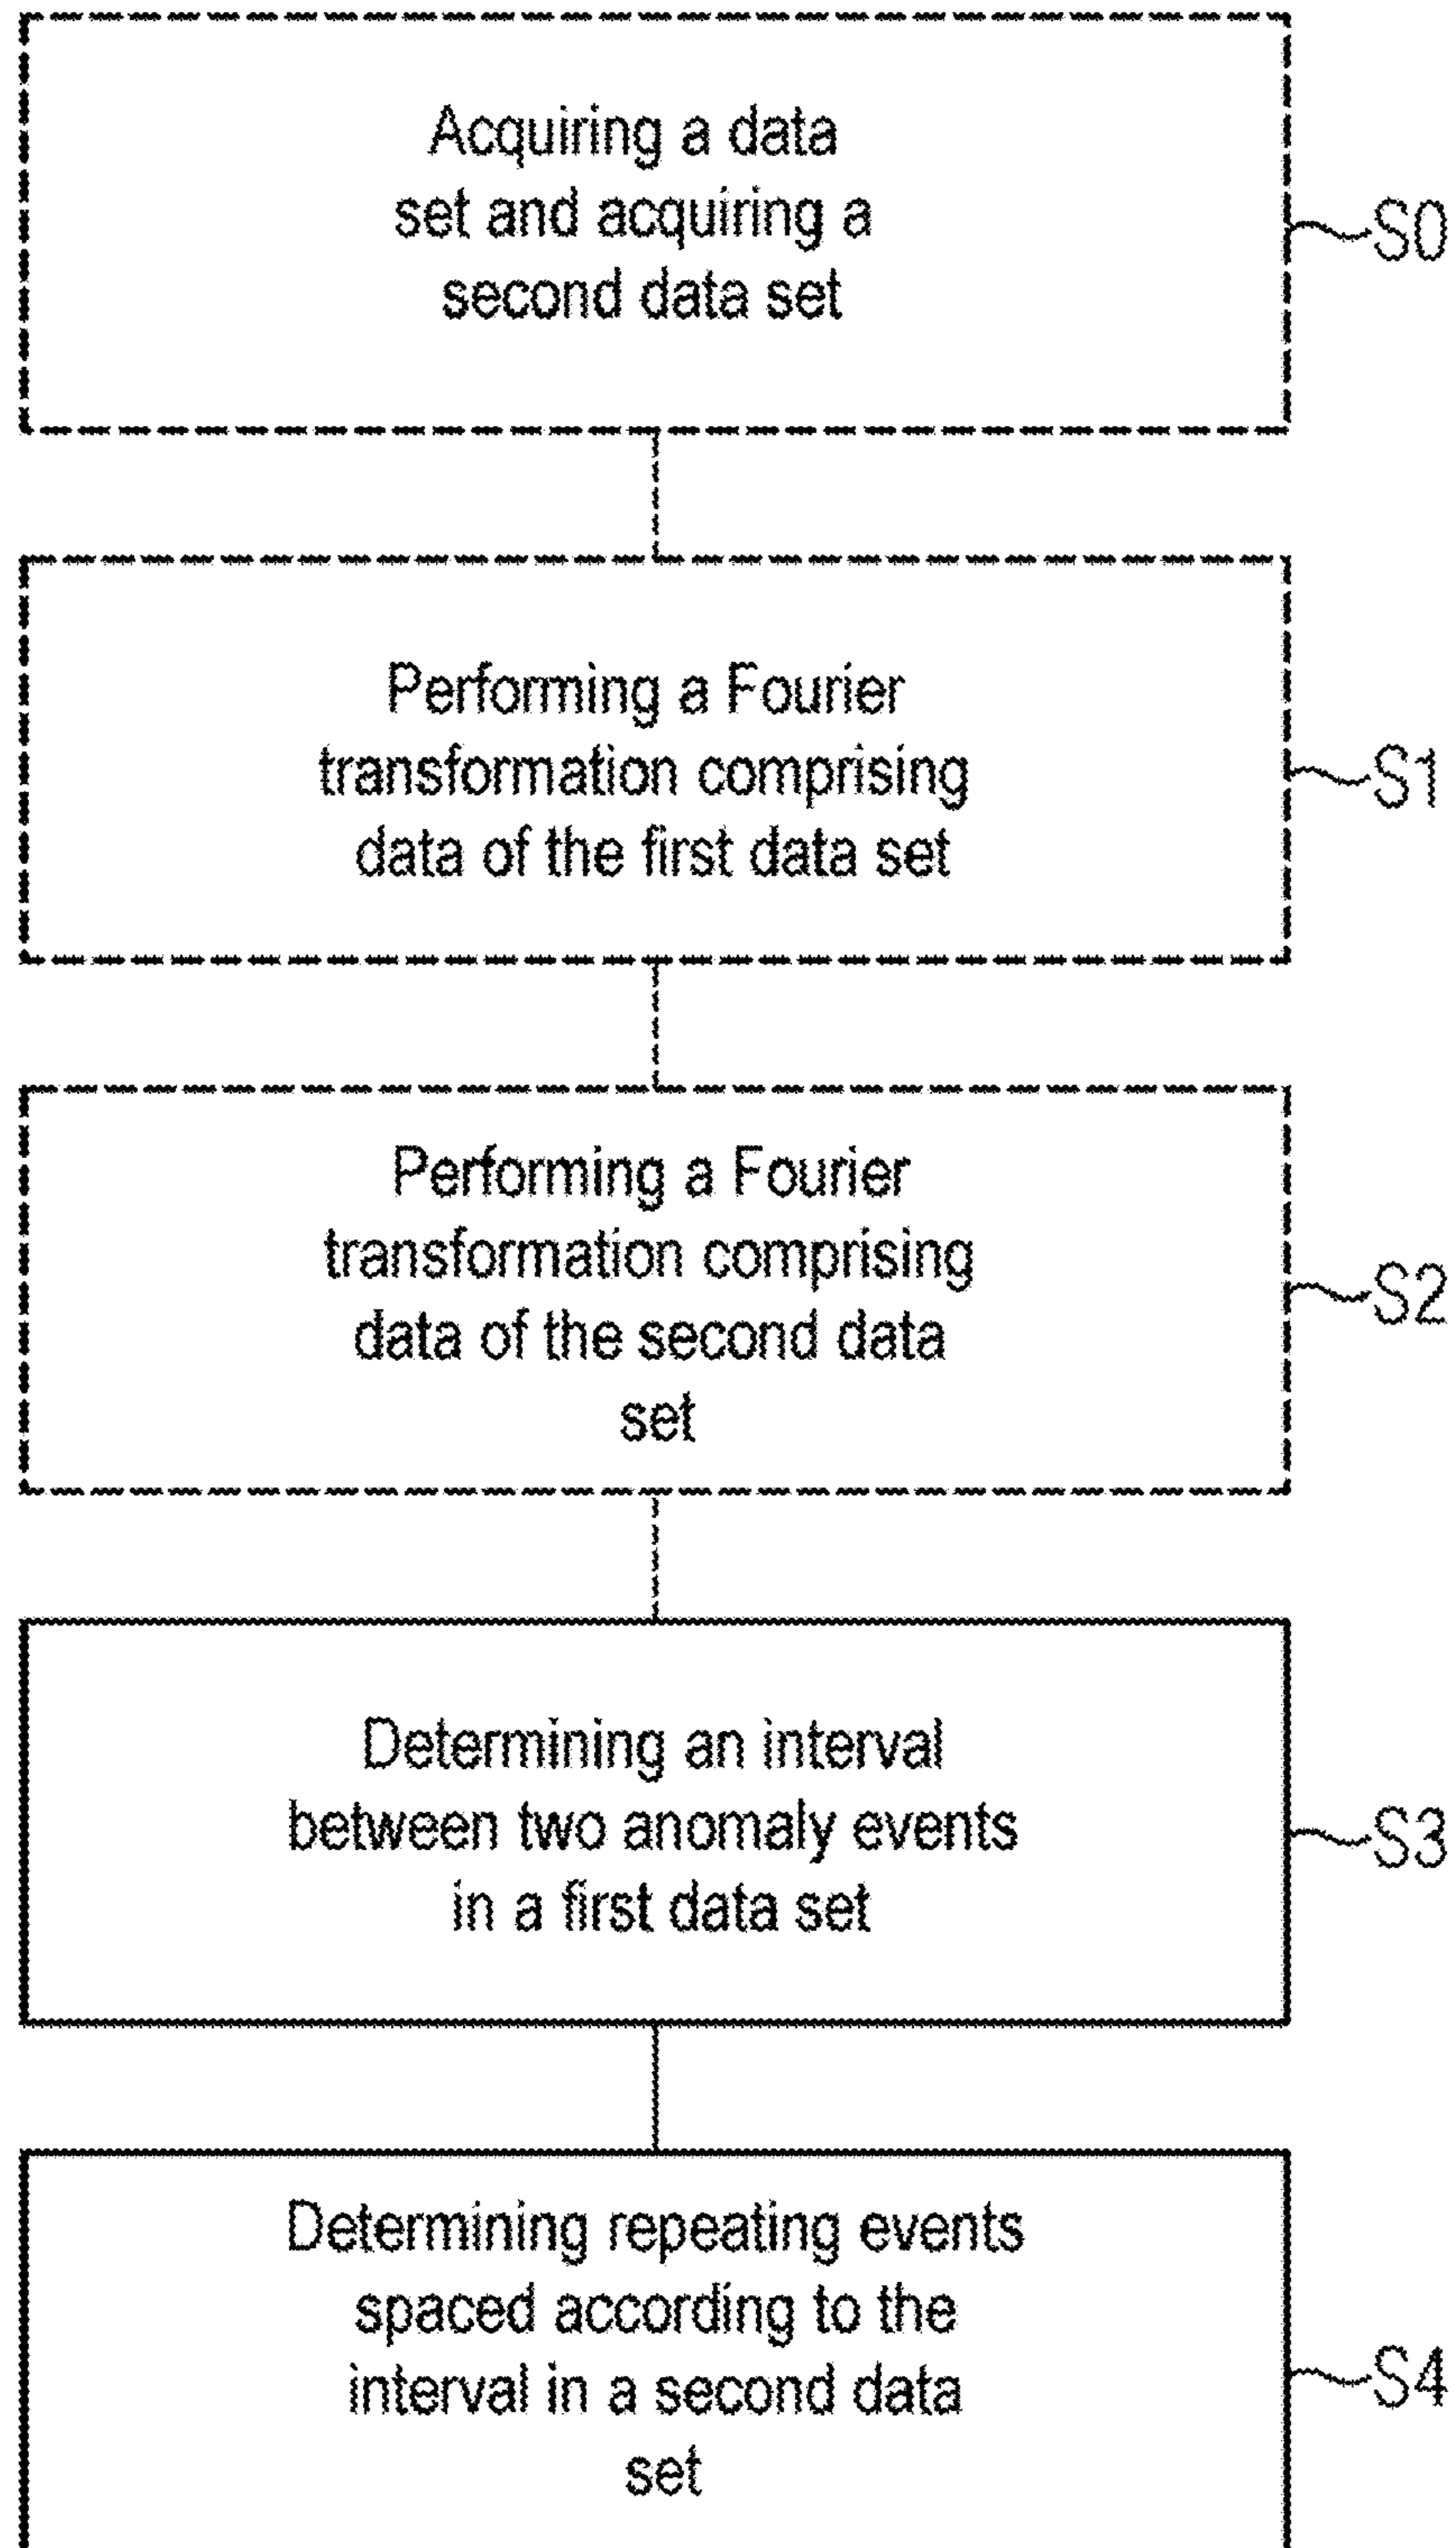 Acquiring a data
set and acquiring a
second data set
S0
Performing a Fourier
transformation comprising
data of the first data set
S1
Performing a Fourier
transformation comprising
data of the second data
set
S2
Determining an interval
between two anomaly events
in a first data set
S3
Determining repeating events
spaced according to the
interval in a second data
set
S4